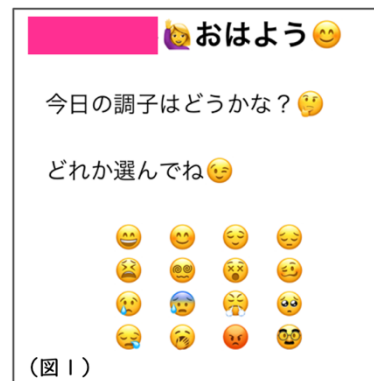 🙋‍♀️おはよう😊
今日の調子はどうかな？🤔
どれか選んでね😉
😄 😊 😌 😔
😫 😵‍💫 😵 🥴
😢 😰 😤 🥺
😪 🥱 😡 🥸
(図1)